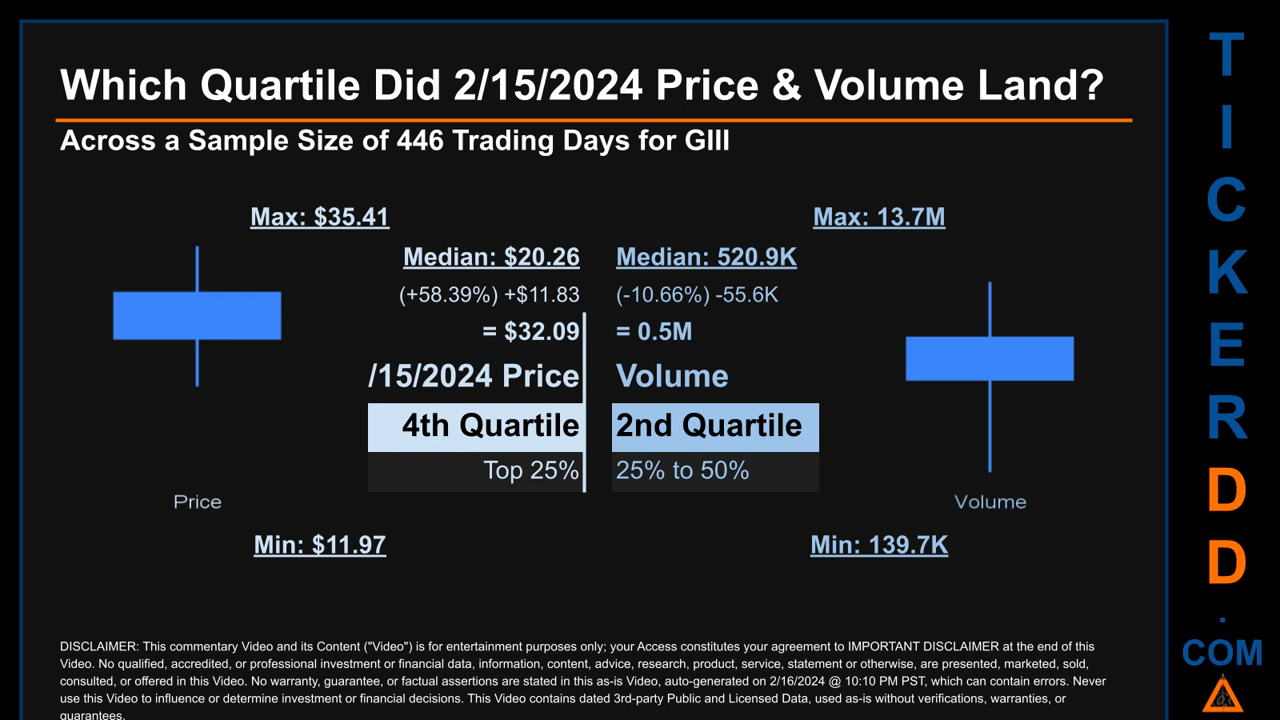 Which Quartile Did 2/15/2024 Price & Volume Land?
Across a Sample Size of 446 Trading Days for GIII
Max: $35.41
Median: $20.26
(+58.39%) +$11.83
= $32.09
/15/2024 Price
4th Quartile
Top 25%
Price
Min: $11.97
Max: 13.7M
Median: 520.9K
(-10.66%) -55.6K
= 0.5M
Volume
2nd Quartile
25% to 50%
Volume
Min: 139.7K
DISCLAIMER: This commentary Video and its Content ("Video") is for entertainment purposes only; your Access constitutes your agreement to IMPORTANT DISCLAIMER at the end of this
Video. No qualified, accredited, or professional investment or financial data, information, content, advice, research, product, service, statement or otherwise, are presented, marketed, sold,
consulted, or offered in this Video. No warranty, guarantee, or factual assertions are stated in this as-is Video, auto-generated on 2/16/2024 @ 10:10 PM PST, which can contain errors. Never
use this Video to influence or determine investment or financial decisions. This Video contains dated 3rd-party Public and Licensed Data, used as-is without verifications, warranties, or
guarantees.
T
I
C
K
E
R
D
D
.
COM